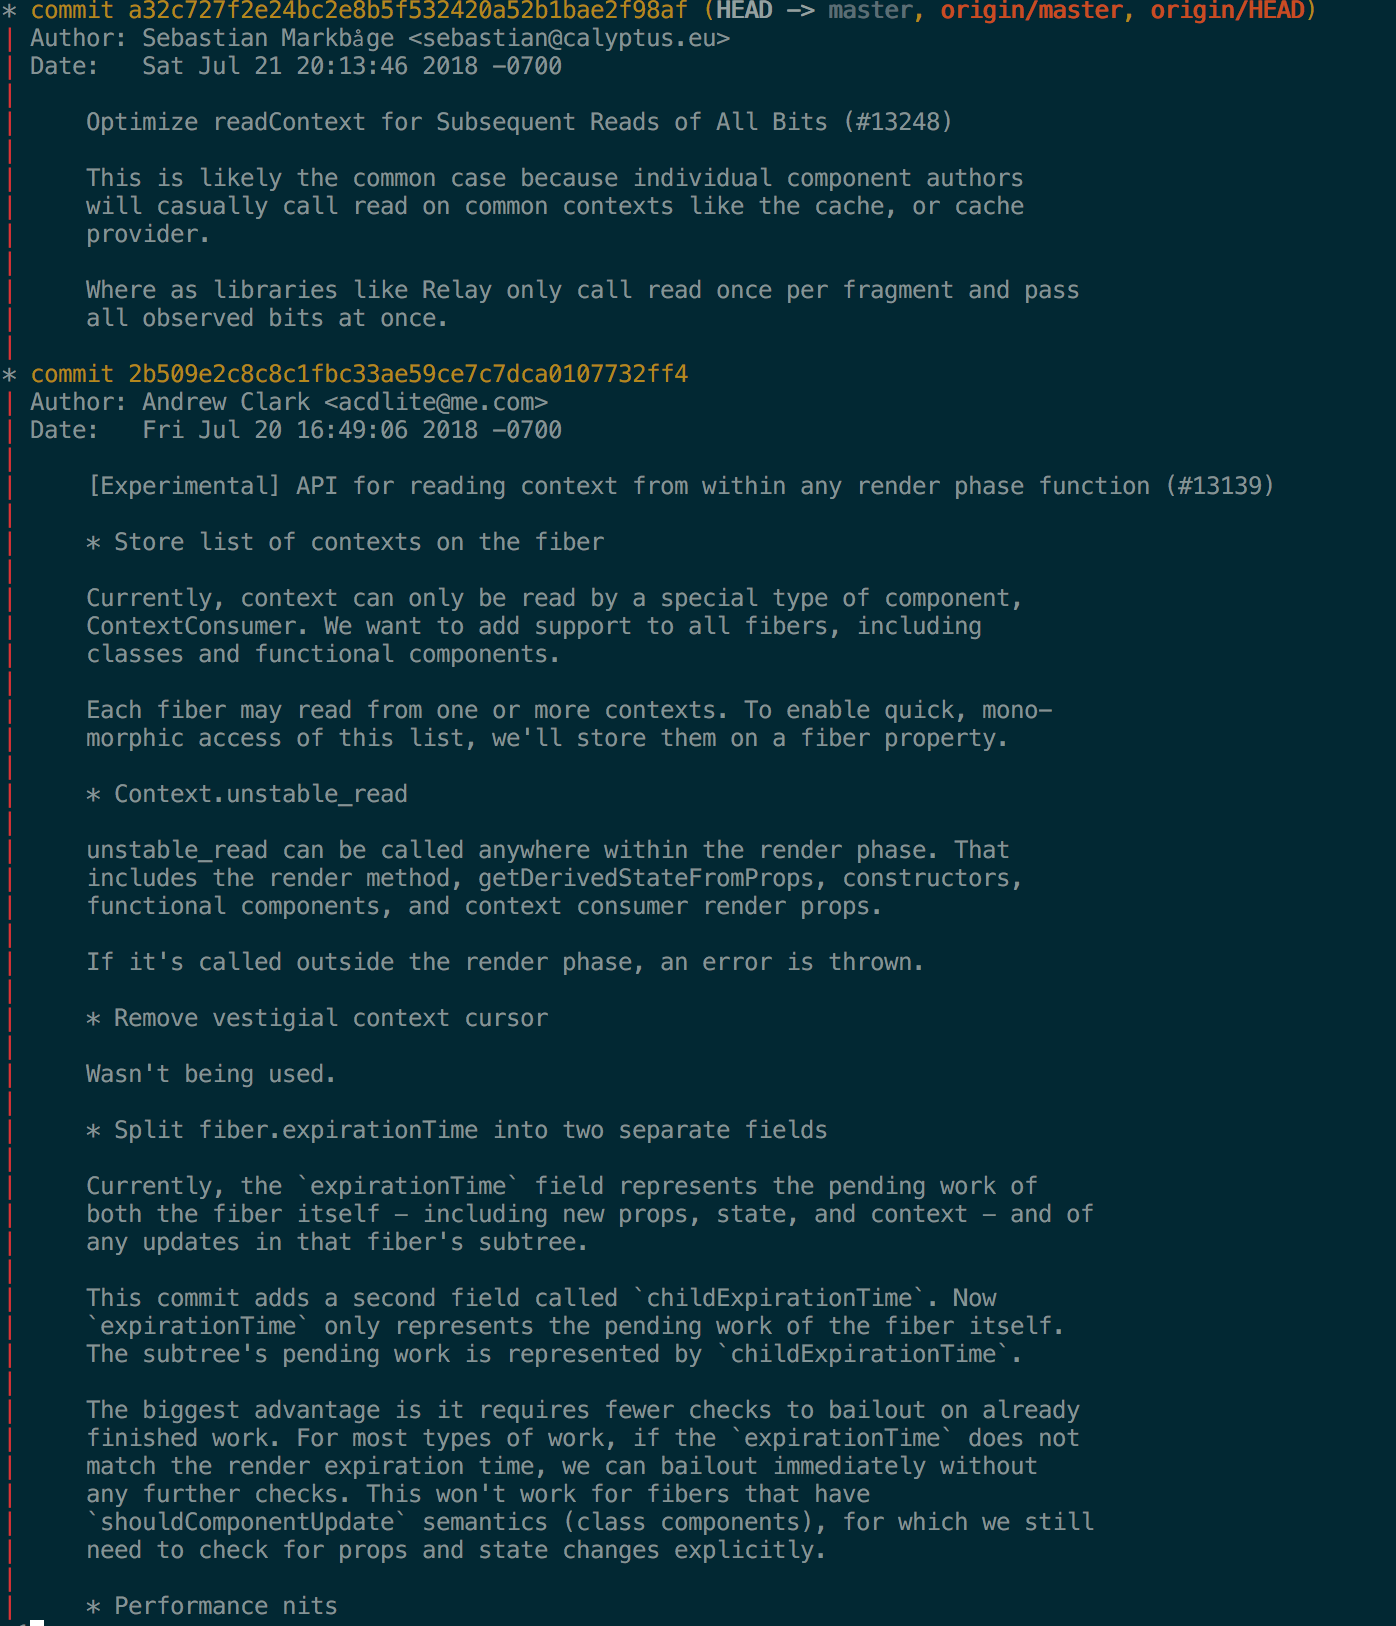 * commit a32c727f2e24bc2e8b5f532420a52b1bae2f98af (HEAD -> master, origin/master, origin/HEAD)
| Author: Sebastian Markbåge <sebastian@calyptus.eu>
| Date:   Sat Jul 21 20:13:46 2018 -0700
|
|     Optimize readContext for Subsequent Reads of All Bits (#13248)
|
|     This is likely the common case because individual component authors
|     will casually call read on common contexts like the cache, or cache
|     provider.
|
|     Where as libraries like Relay only call read once per fragment and pass
|     all observed bits at once.
|
* commit 2b509e2c8c8c1fbc33ae59ce7c7dca0107732ff4
| Author: Andrew Clark <acdlite@me.com>
| Date:   Fri Jul 20 16:49:06 2018 -0700
|
|     [Experimental] API for reading context from within any render phase function (#13139)
|
|     * Store list of contexts on the fiber
|
|     Currently, context can only be read by a special type of component,
|     ContextConsumer. We want to add support to all fibers, including
|     classes and functional components.
|
|     Each fiber may read from one or more contexts. To enable quick, mono-
|     morphic access of this list, we'll store them on a fiber property.
|
|     * Context.unstable_read
|
|     unstable_read can be called anywhere within the render phase. That
|     includes the render method, getDerivedStateFromProps, constructors,
|     functional components, and context consumer render props.
|
|     If it's called outside the render phase, an error is thrown.
|
|     * Remove vestigial context cursor
|
|     Wasn't being used.
|
|     * Split fiber.expirationTime into two separate fields
|
|     Currently, the `expirationTime` field represents the pending work of
|     both the fiber itself — including new props, state, and context — and of
|     any updates in that fiber's subtree.
|
|     This commit adds a second field called `childExpirationTime`. Now
|     `expirationTime` only represents the pending work of the fiber itself.
|     The subtree's pending work is represented by `childExpirationTime`.
|
|     The biggest advantage is it requires fewer checks to bailout on already
|     finished work. For most types of work, if the `expirationTime` does not
|     match the render expiration time, we can bailout immediately without
|     any further checks. This won't work for fibers that have
|     `shouldComponentUpdate` semantics (class components), for which we still
|     need to check for props and state changes explicitly.
|
|     * Performance nits